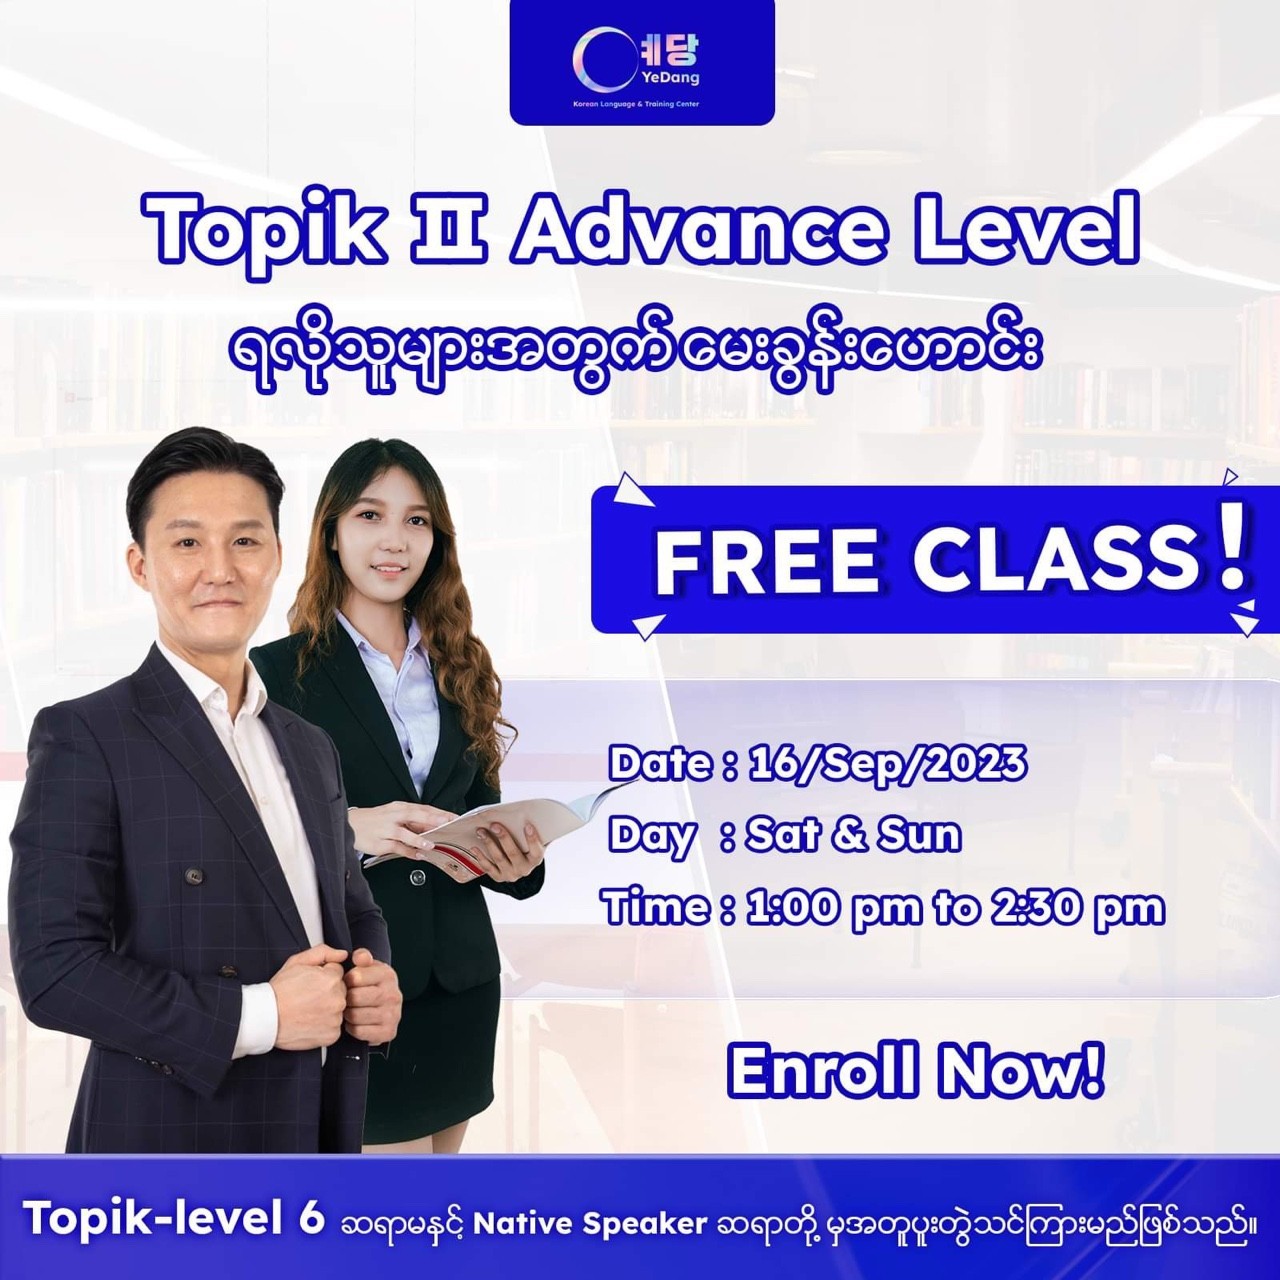 예당
YeDang
Korean Language & Training Center
Topik II Advance Level
ရလိုသူများအတွက်မေးခွန်းဟောင်း
FREE CLASS!
Date : 16/Sep/2023
Day : Sat & Sun
Time : 1:00 pm to 2:30 pm
Enroll Now!
Topik-level 6 ဆရာမနှင့် Native Speaker ဆရာတို့ မှအတူပူးတွဲသင်ကြားမည်ဖြစ်သည်။